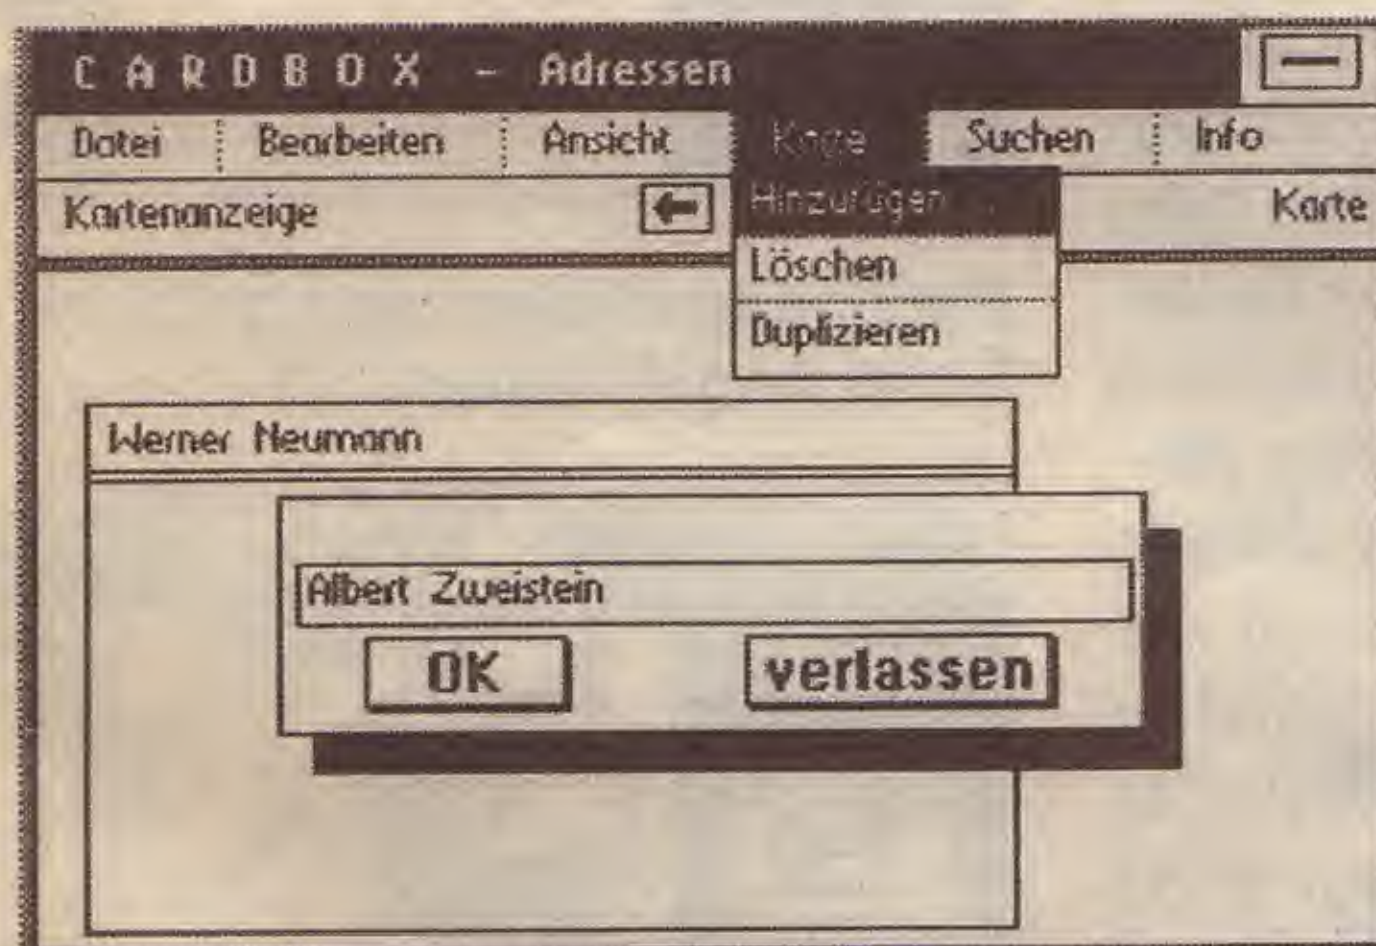 CARDBOX - Adressen
Datei Bearbeiten Ansicht Karte Suchen Info
Kartenanzeige Karte
Hinzufügen ...
Löschen
Duplizieren
Werner Neumann
Albert Zweistein
OK verlassen